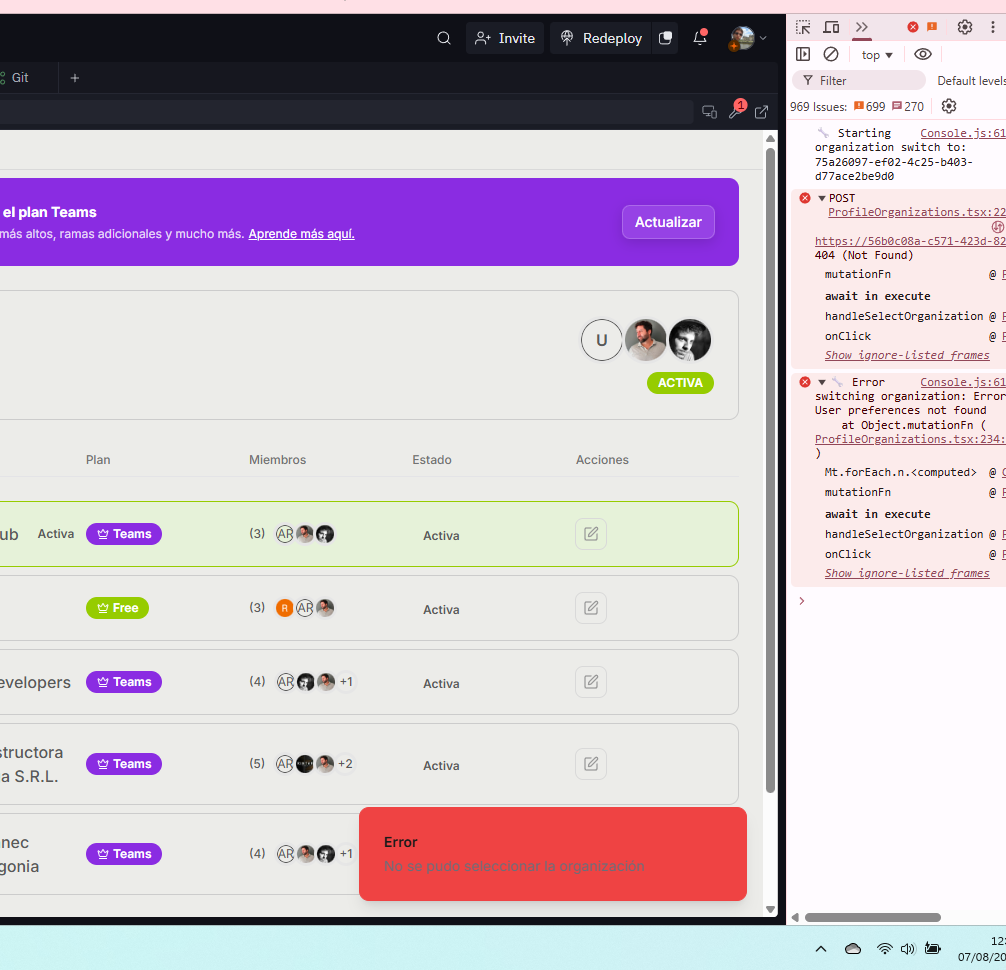 Invite
Redeploy
Git
+
1
top
Filter
Default levels
969 Issues: 699 270
el plan Teams
más altos, ramas adicionales y mucho más. Aprende más aquí.
Actualizar
U
ACTIVA
Plan Miembros Estado Acciones
ub Activa Teams (3) AR Activa
Free (3) R AR Activa
evelopers Teams (4) AR +1 Activa
structora
a S.R.L.
Teams (5) AR +2 Activa
nec
gonia
Teams (4) AR +1
Error
No se pudo seleccionar la organización
Starting Console.js:61
organization switch to:
75a26097-ef02-4c25-b403-
d77ace2be9d0
POST
ProfileOrganizations.tsx:22
https://56b0c08a-c571-423d-82
404 (Not Found)
mutationFn @
await in execute
handleSelectOrganization @
onClick @
Show ignore-listed frames
Error Console.js:61
switching organization: Error
User preferences not found
at Object.mutationFn (
ProfileOrganizations.tsx:234:
)
Mt.forEach.n.<computed> @
mutationFn @
await in execute
handleSelectOrganization @
onClick @
Show ignore-listed frames
12:
07/08/20